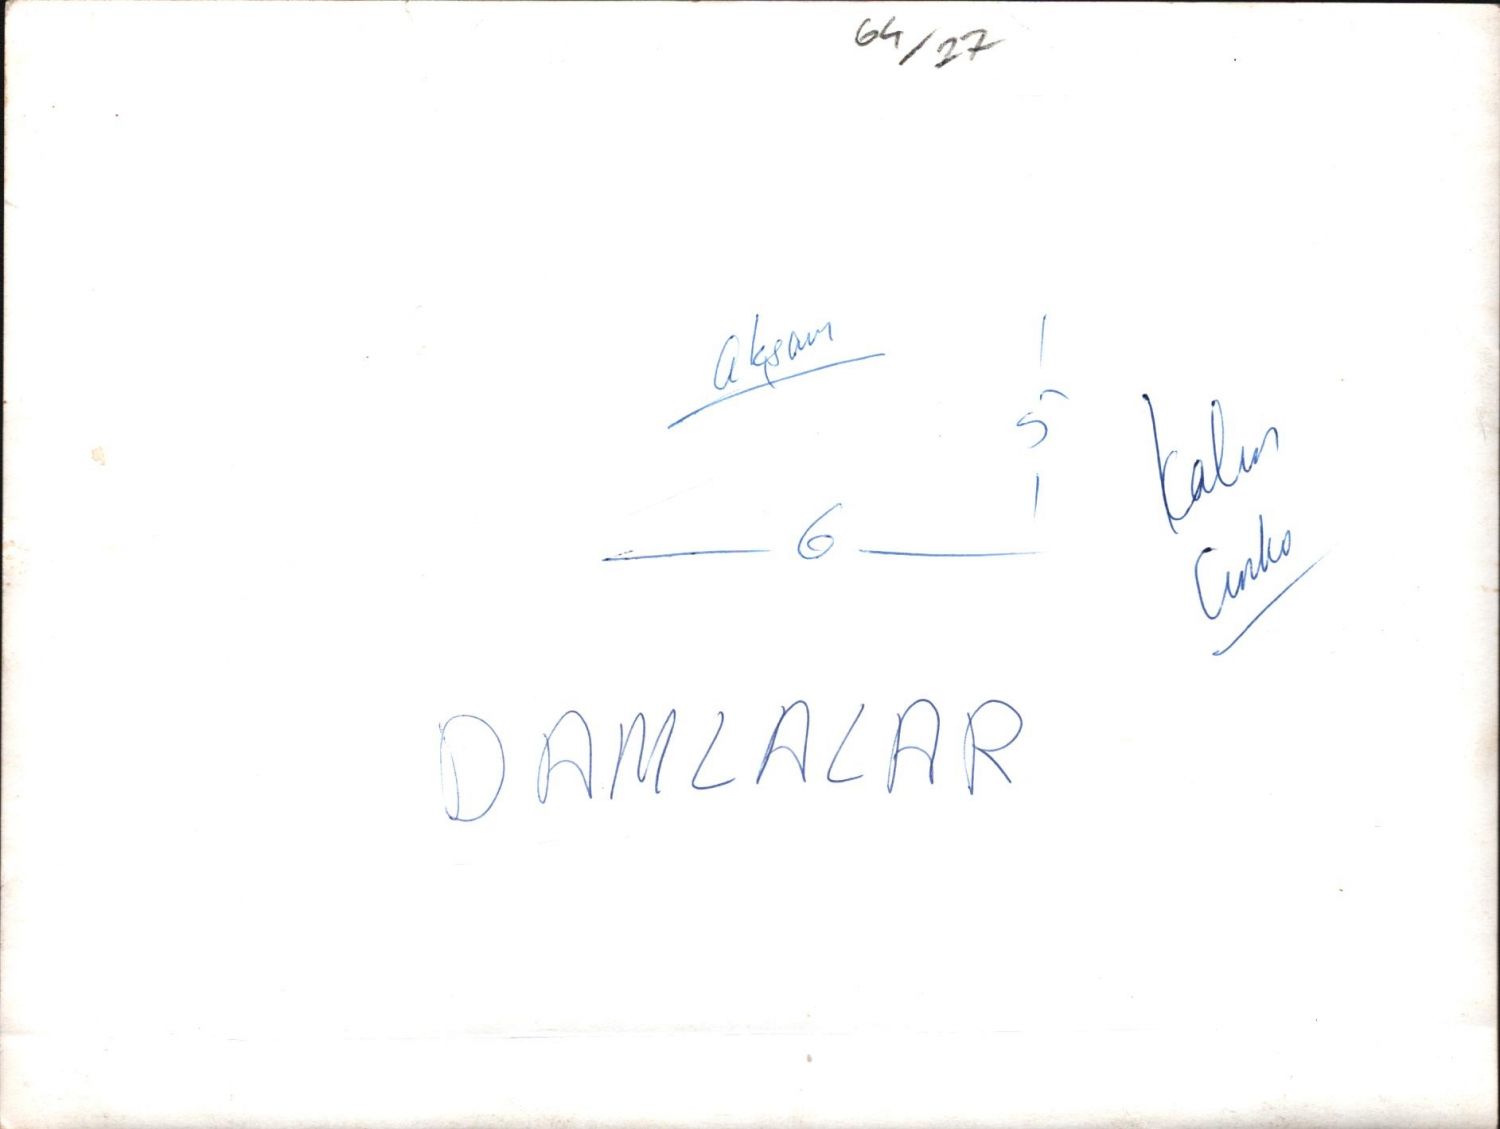 64/27
akşam
5
6
Kalın
Çinko
DAMLALAR